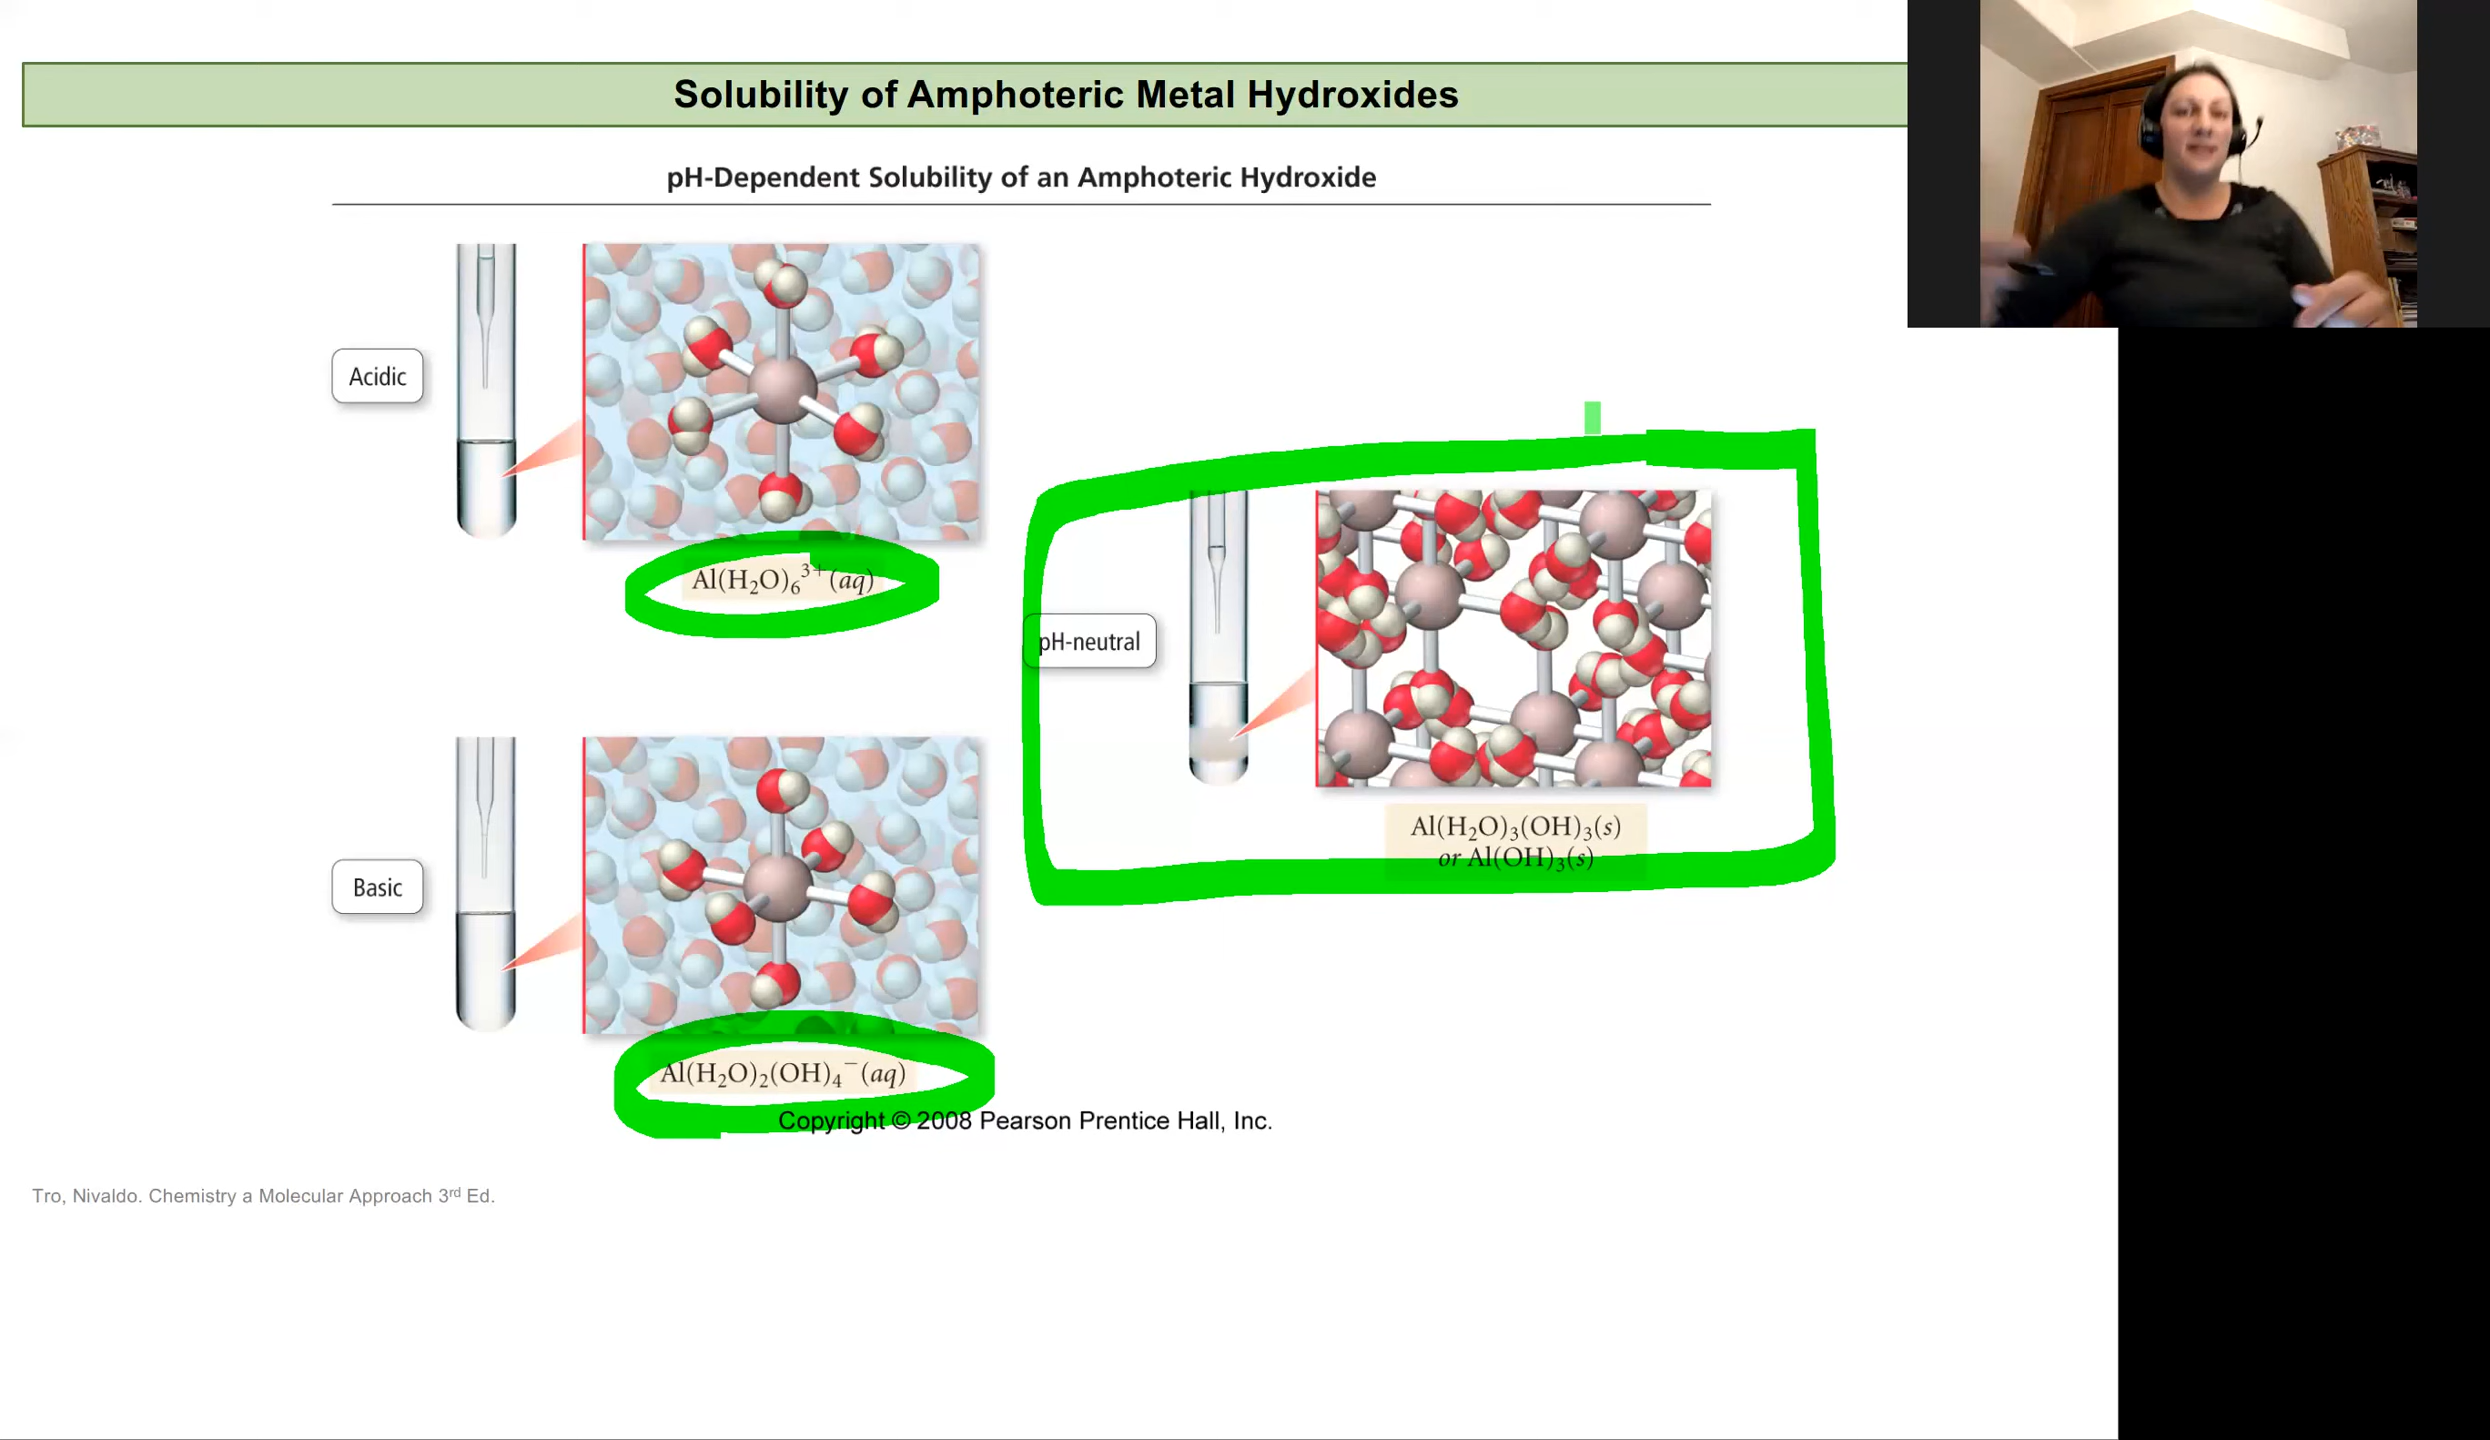 Solubility of Amphoteric Metal Hydroxides
pH-Dependent Solubility of an Amphoteric Hydroxide
Acidic
Al(H₂O)₆³⁺(aq)
pH-neutral
Al(H₂O)₃(OH)₃(s)
or Al(OH)₃(s)
Basic
Al(H₂O)₂(OH)₄⁻(aq)
Copyright © 2008 Pearson Prentice Hall, Inc.
Tro, Nivaldo. Chemistry a Molecular Approach 3rd Ed.